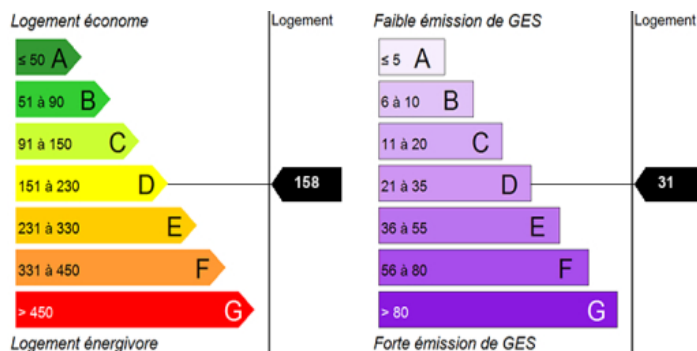 Logement économe
Logement
≤ 50 A
51 à 90 B
91 à 150 C
151 à 230 D
158
231 à 330 E
331 à 450 F
> 450 G
Logement énergivore
Faible émission de GES
Logement
≤ 5 A
6 à 10 B
11 à 20 C
21 à 35 D
31
36 à 55 E
56 à 80 F
> 80 G
Forte émission de GES